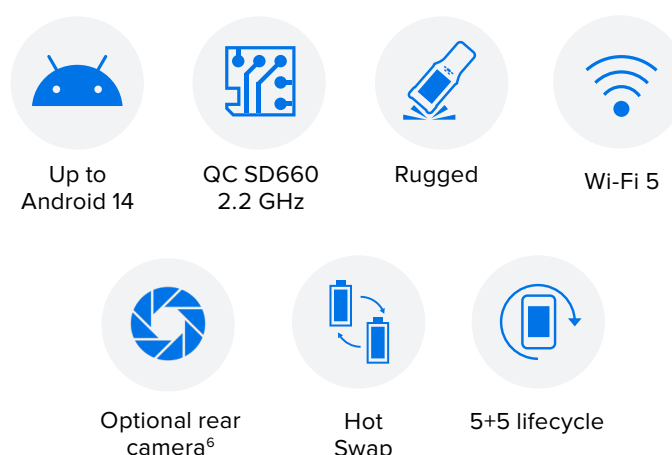 Up to
Android 14
QC SD660
2.2 GHz
Rugged
Wi-Fi 5
Optional rear
camera⁶
Hot
Swap
5+5 lifecycle